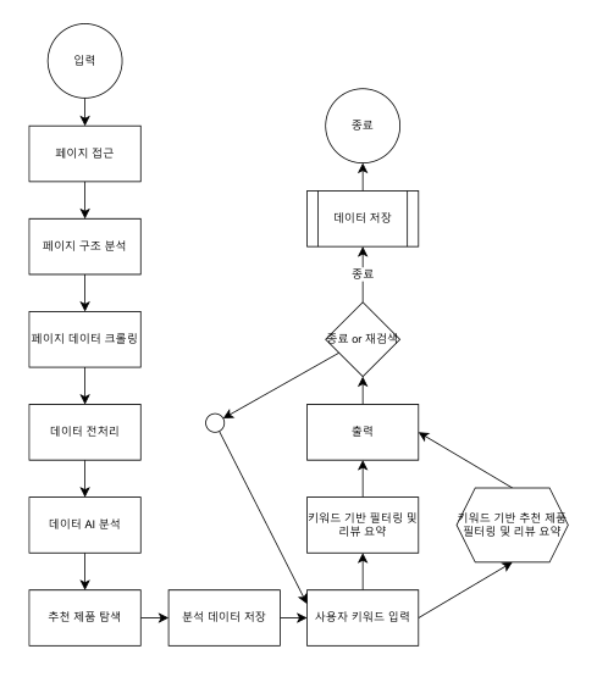 입력
페이지 접근
페이지 구조 분석
페이지 데이터 크롤링
데이터 전처리
데이터 AI 분석
추천 제품 탐색
분석 데이터 저장
사용자 키워드 입력
키워드 기반 필터링 및
리뷰 요약
키워드 기반 추천 제품
필터링 및 리뷰 요약
출력
종료 or 재검색
종료
데이터 저장
종료